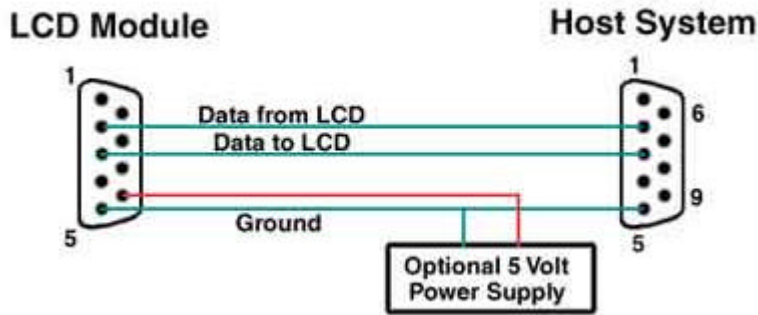 LCD Module
Host System
1
1
6
Data from LCD
Data to LCD
9
5
Ground
5
Optional 5 Volt
Power Supply